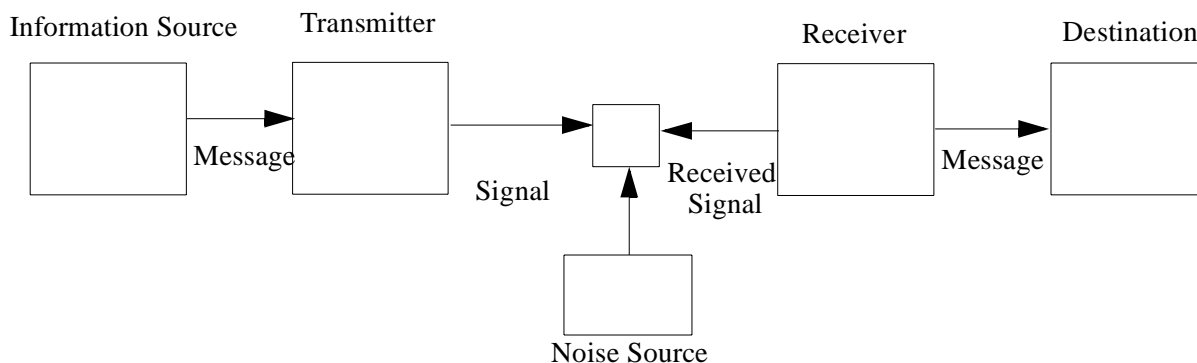 Information Source
Transmitter
Receiver
Destination
Message
Signal
Received
Signal
Message
Noise Source